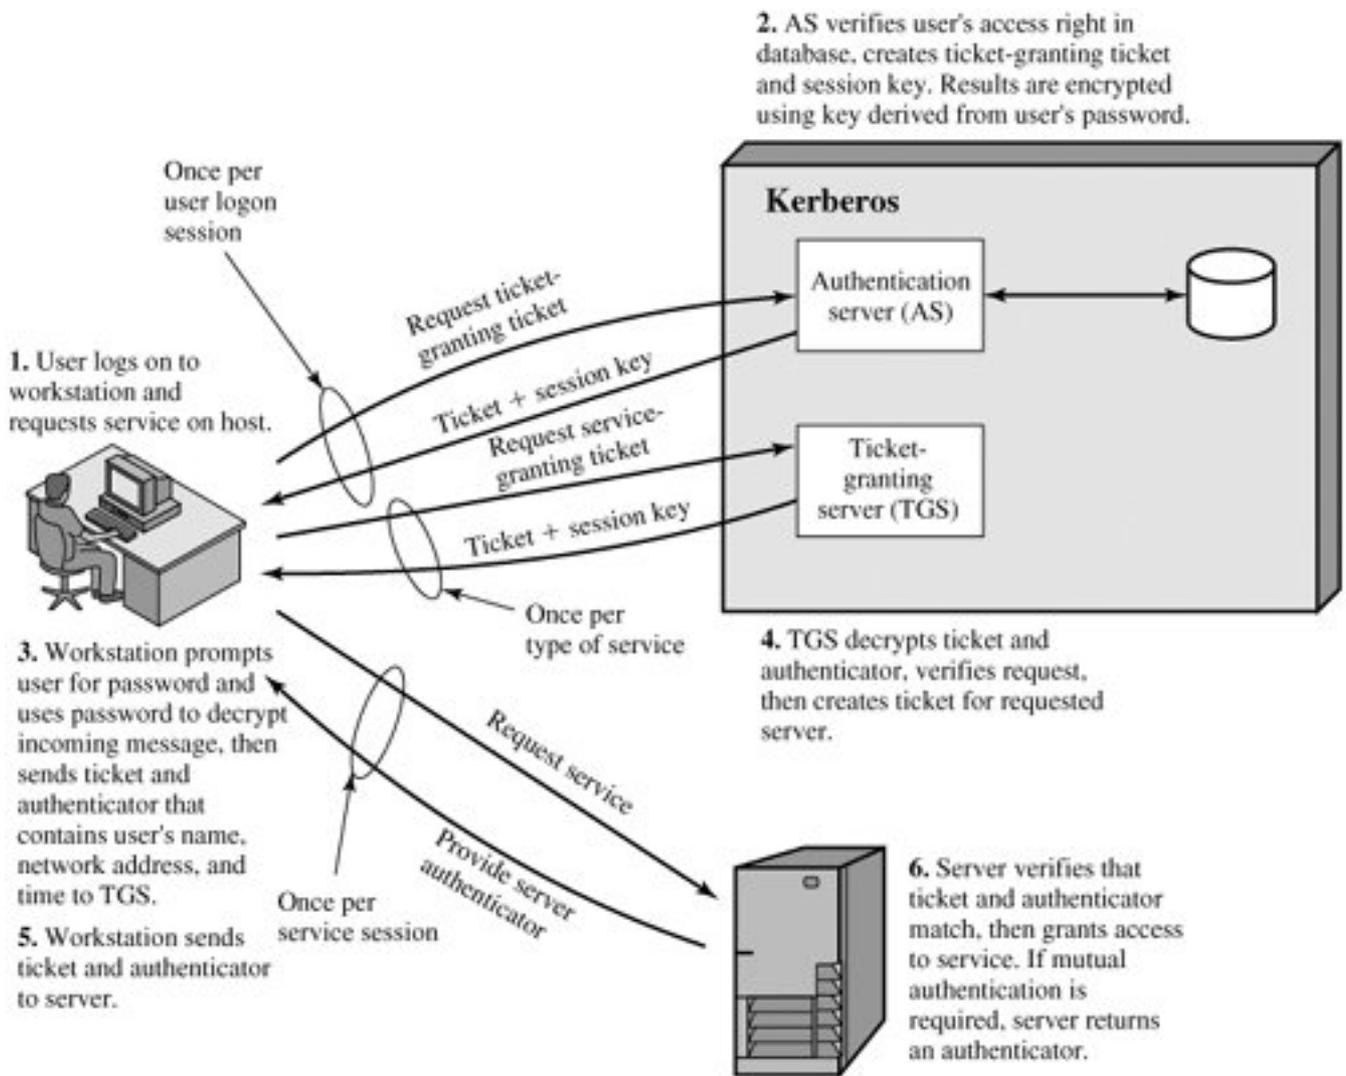 2. AS verifies user's access right in
database, creates ticket-granting ticket
and session key. Results are encrypted
using key derived from user's password.
Once per
user logon
session
Kerberos
Authentication
server (AS)
Request ticket-
granting ticket
1. User logs on to
workstation and
requests service on host.
Ticket + session key
Request service-
granting ticket
Ticket-
granting
server (TGS)
Ticket + session key
Once per
type of service
3. Workstation prompts
user for password and
uses password to decrypt
incoming message, then
sends ticket and
authenticator that
contains user's name,
network address, and
time to TGS.
4. TGS decrypts ticket and
authenticator, verifies request,
then creates ticket for requested
server.
Request service
Provide server
authenticator
Once per
service session
5. Workstation sends
ticket and authenticator
to server.
6. Server verifies that
ticket and authenticator
match, then grants access
to service. If mutual
authentication is
required, server returns
an authenticator.